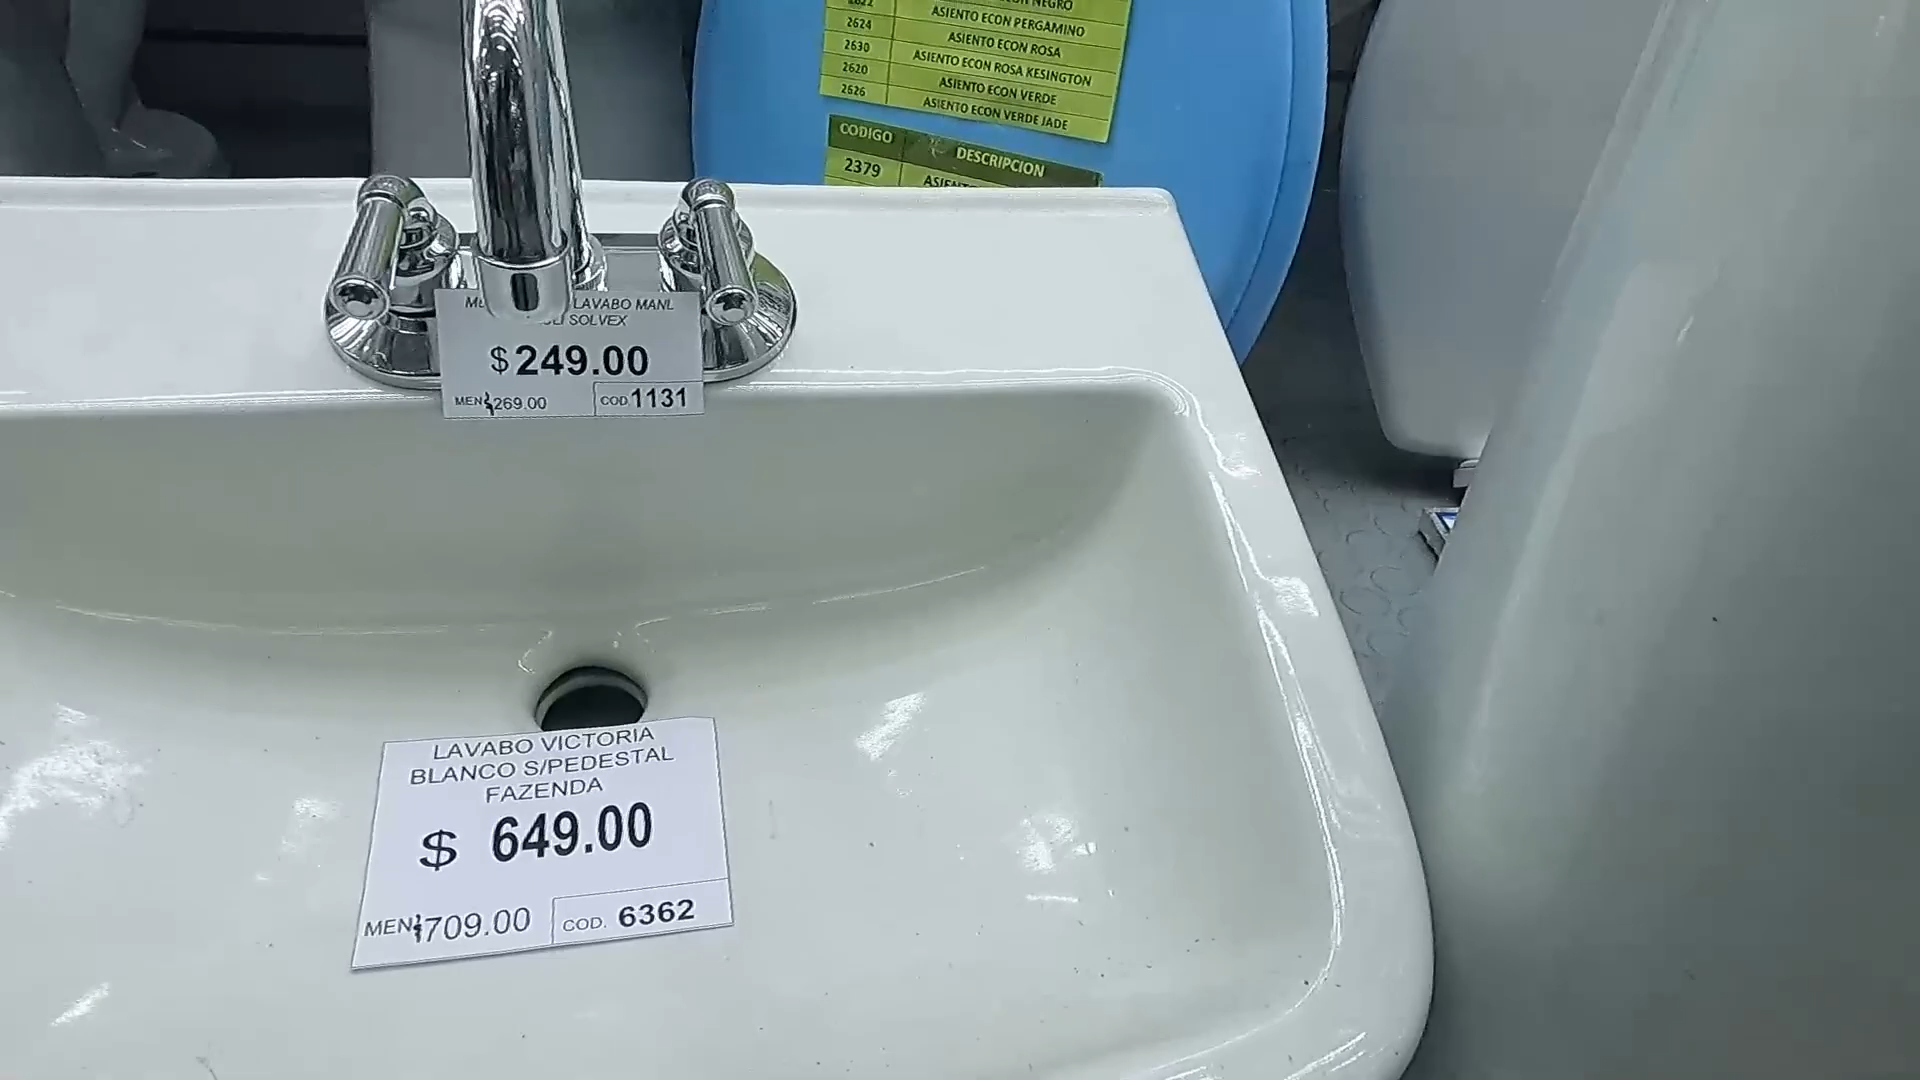 NEGRO
2622 ASIENTO ECON PERGAMINO
2624 ASIENTO ECON ROSA
2630 ASIENTO ECON ROSA KESINGTON
2620 ASIENTO ECON VERDE
2626 ASIENTO ECON VERDE JADE
CODIGO DESCRIPCION
2379
LAVABO MANL
SOLVEX
$249.00
MEN $269.00 COD. 1131
LAVABO VICTORIA
BLANCO S/PEDESTAL
FAZENDA
$ 649.00
MEN $709.00 COD. 6362